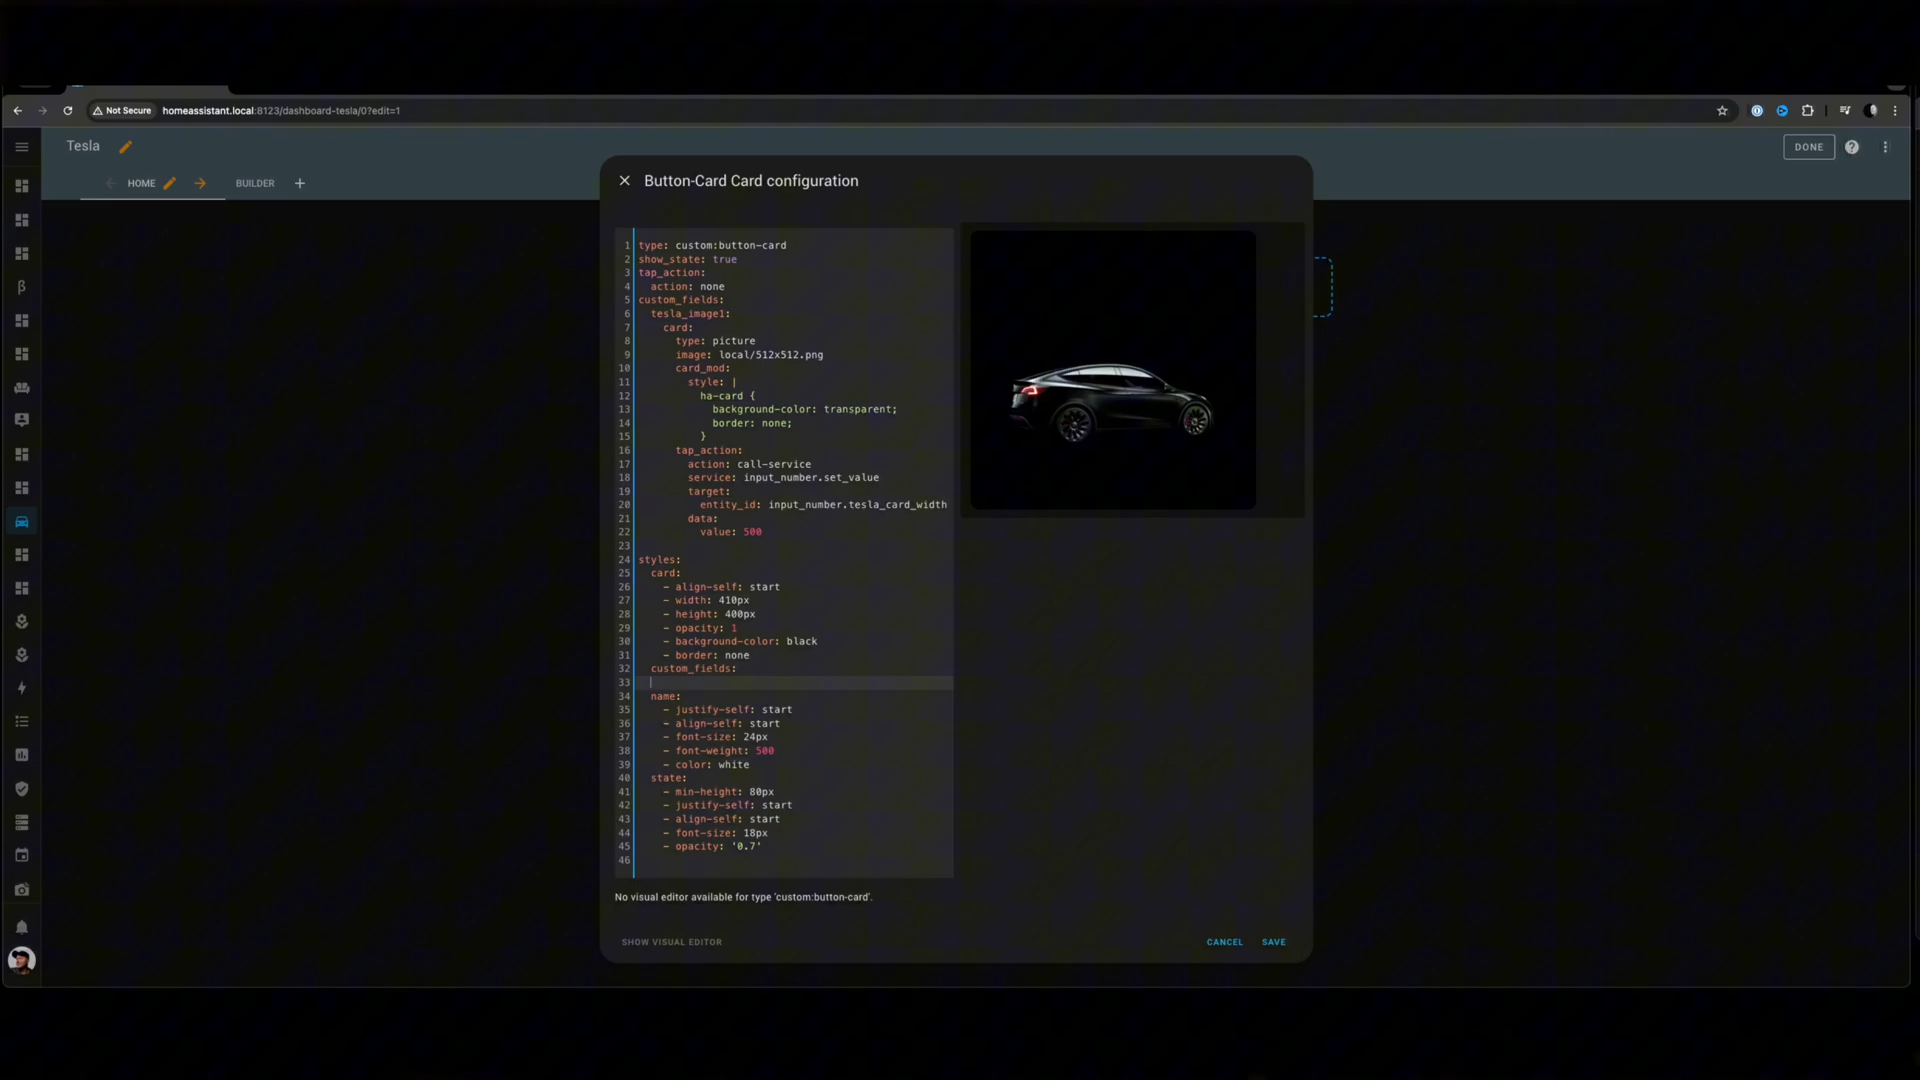 Not Secure homeassistant.local:8123/dashboard-tesla/0?edit=1
Tesla
DONE
HOME
BUILDER
Button-Card Card configuration
1 type: custom:button-card
2 show_state: true
3 tap_action:
4 action: none
5 custom_fields:
6 tesla_image1:
7 card:
8 type: picture
9 image: local/512x512.png
10 card_mod:
11 style: |
12 ha-card {
13 background-color: transparent;
14 border: none;
15 }
16 tap_action:
17 action: call-service
18 service: input_number.set_value
19 target:
20 entity_id: input_number.tesla_card_width
21 data:
22 value: 500
23
24 styles:
25 card:
26 - align-self: start
27 - width: 410px
28 - height: 400px
29 - opacity: 1
30 - background-color: black
31 - border: none
32 custom_fields:
33
34 name:
35 - justify-self: start
36 - align-self: start
37 - font-size: 24px
38 - font-weight: 500
39 - color: white
40 state:
41 - min-height: 80px
42 - justify-self: start
43 - align-self: start
44 - font-size: 18px
45 - opacity: '0.7'
46
No visual editor available for type 'custom:button-card'.
SHOW VISUAL EDITOR
CANCEL
SAVE